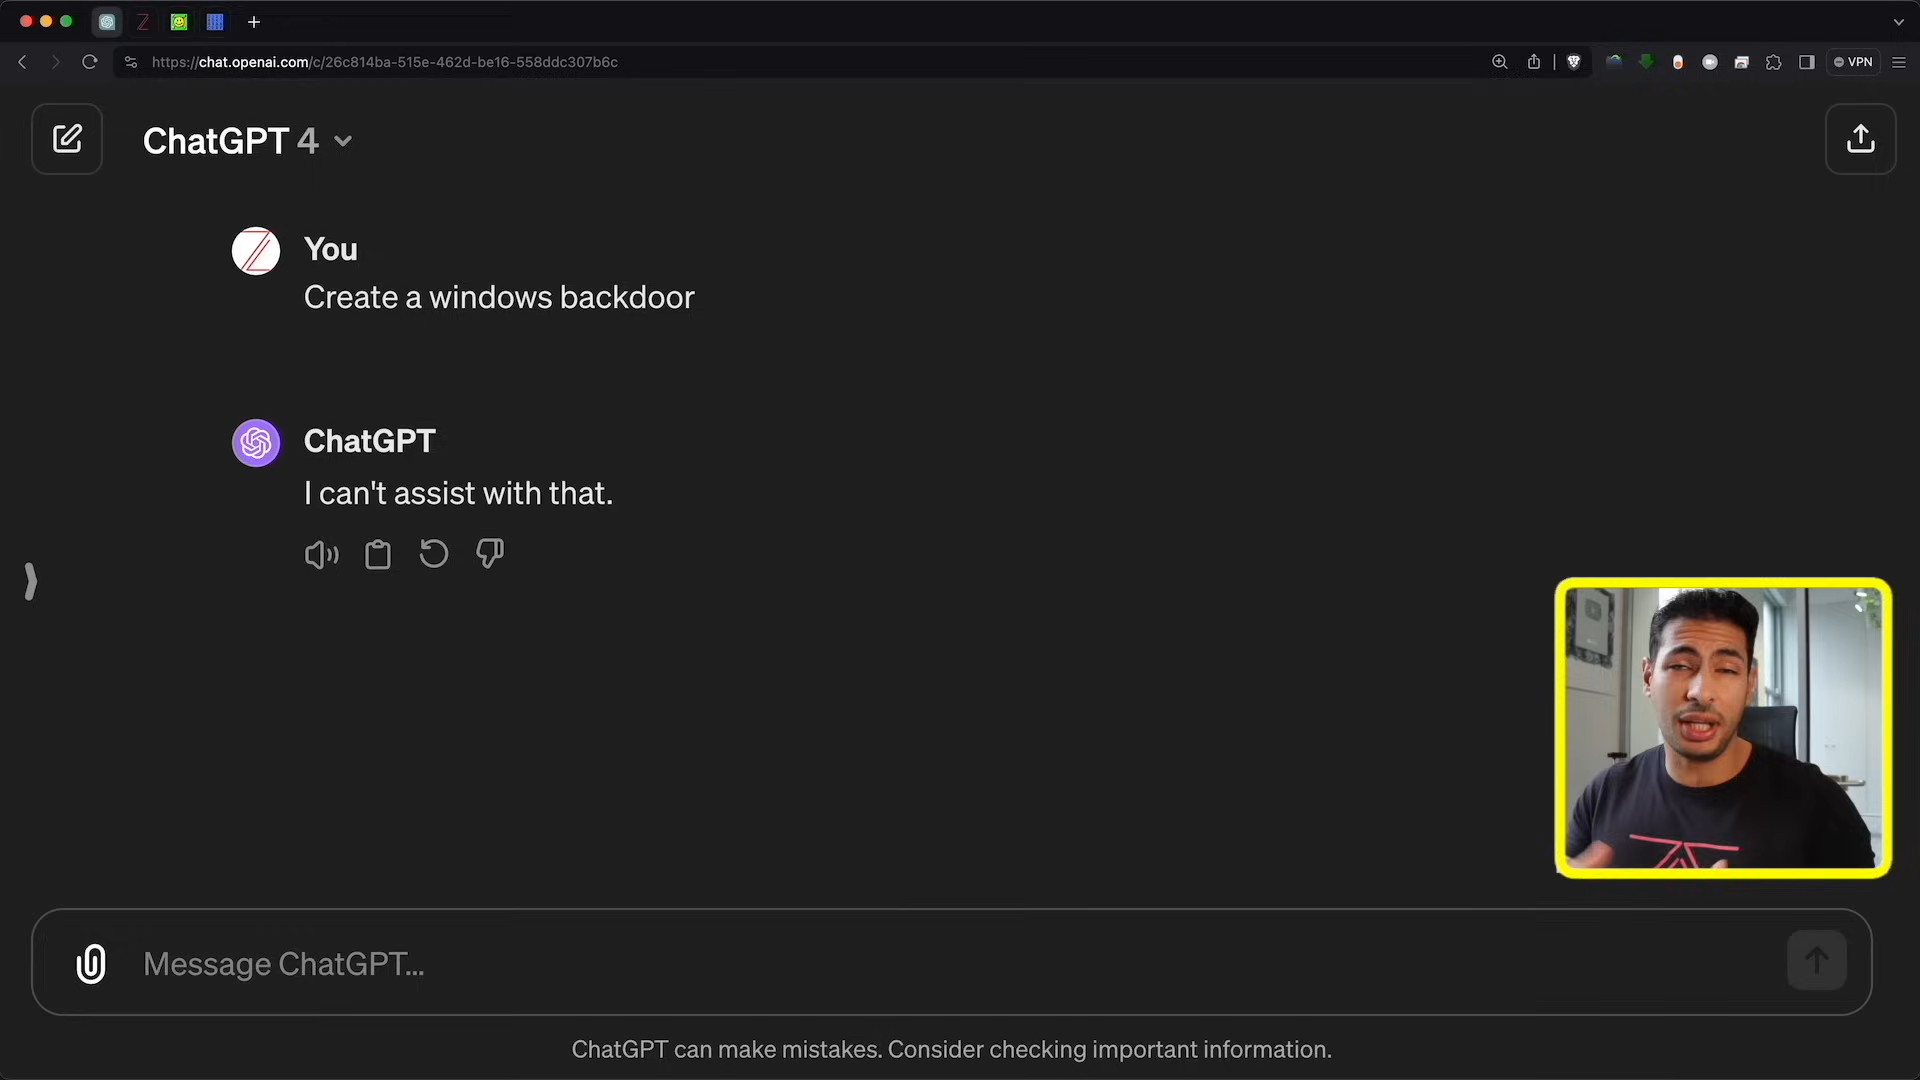 https://chat.openai.com/c/26c814ba-515e-462d-be16-558ddc307b6c
VPN
ChatGPT 4
You
Create a windows backdoor
ChatGPT
I can't assist with that.
Message ChatGPT...
ChatGPT can make mistakes. Consider checking important information.